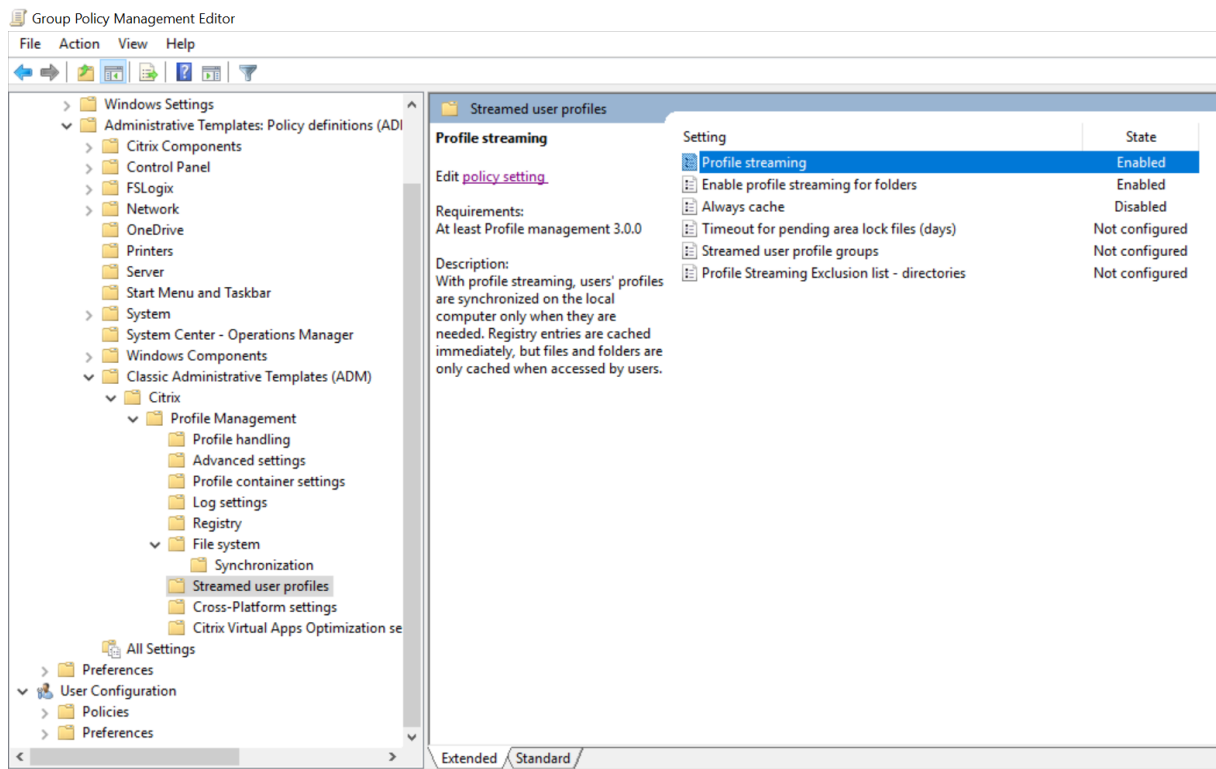 Group Policy Management Editor
File Action View Help
Windows Settings
Administrative Templates: Policy definitions (ADI
Citrix Components
Control Panel
FSLogix
Network
OneDrive
Printers
Server
Start Menu and Taskbar
System
System Center - Operations Manager
Windows Components
Classic Administrative Templates (ADM)
Citrix
Profile Management
Profile handling
Advanced settings
Profile container settings
Log settings
Registry
File system
Synchronization
Streamed user profiles
Cross-Platform settings
Citrix Virtual Apps Optimization se
All Settings
Preferences
User Configuration
Policies
Preferences
Streamed user profiles
Profile streaming
Edit policy setting
Requirements:
At least Profile management 3.0.0
Description:
With profile streaming, users' profiles
are synchronized on the local
computer only when they are
needed. Registry entries are cached
immediately, but files and folders are
only cached when accessed by users.
Setting State
Profile streaming Enabled
Enable profile streaming for folders Enabled
Always cache Disabled
Timeout for pending area lock files (days) Not configured
Streamed user profile groups Not configured
Profile Streaming Exclusion list - directories Not configured
Extended Standard